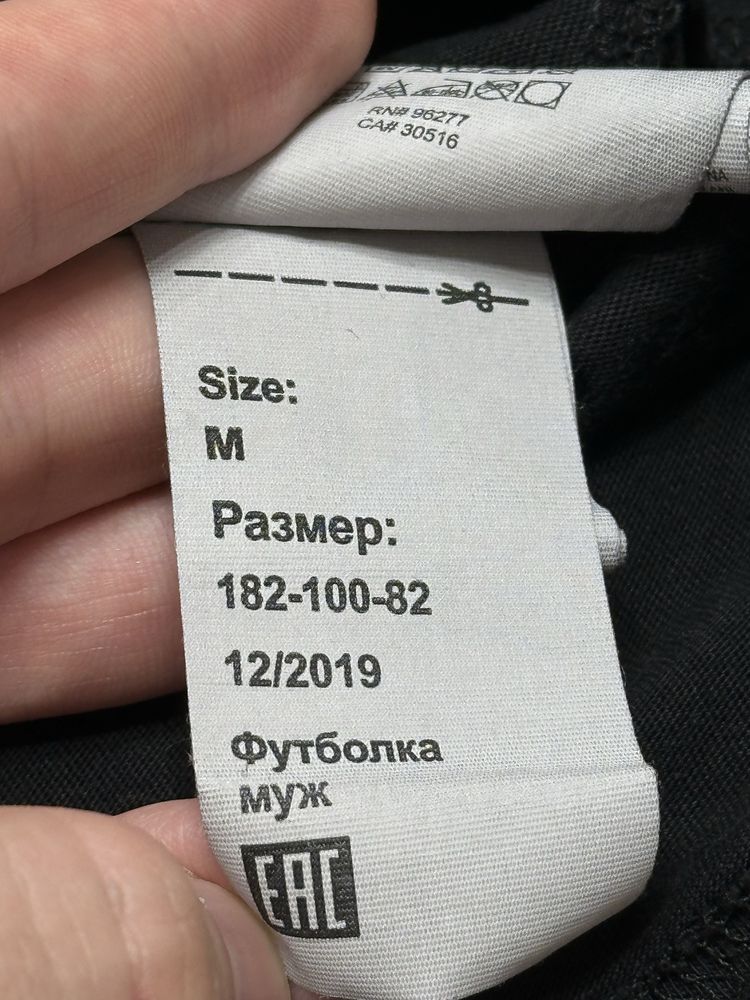 RN# 96277
CA# 30516
Size:
M
Размер:
182-100-82
12/2019
Футболка
муж
EAC